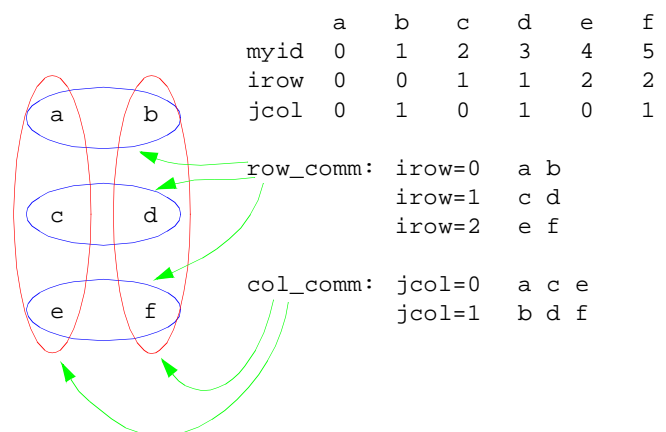 a b c d e f
myid 0 1 2 3 4 5
irow 0 0 1 1 2 2
jcol 0 1 0 1 0 1
a b
c d
e f
row_comm: irow=0 a b
irow=1 c d
irow=2 e f
col_comm: jcol=0 a c e
jcol=1 b d f